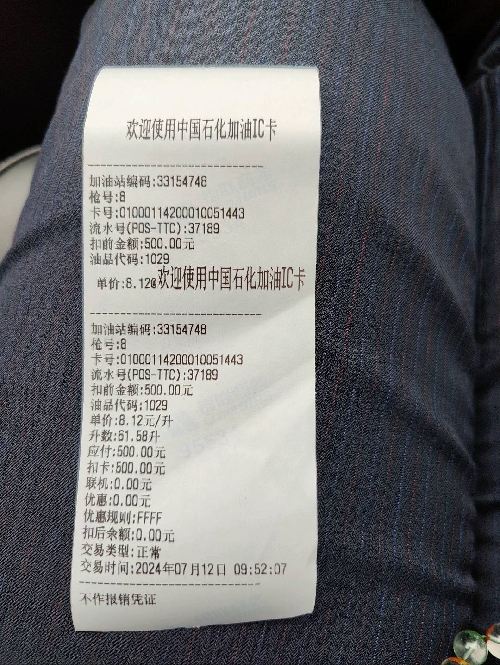 欢迎使用中国石化加油IC卡
加油站编码:33154748
枪号:8
卡号:01000114200010051443
流水号(POS-TTC):37189
扣前金额:500.00元
油品代码:1029
单价:8.12
欢迎使用中国石化加油IC卡
加油站编码:33154748
枪号:8
卡号:01000114200010051443
流水号(POS-TTC):37189
扣前金额:500.00元
油品代码:1029
单价:8.12元/升
升数:61.58升
应付:500.00元
扣卡:500.00元
联机:0.00元
优惠:0.00元
优惠规则:FFFF
扣后余额:0.00元
交易类型:正常
交易时间:2024年07月12日 09:52:07
不作报销凭证